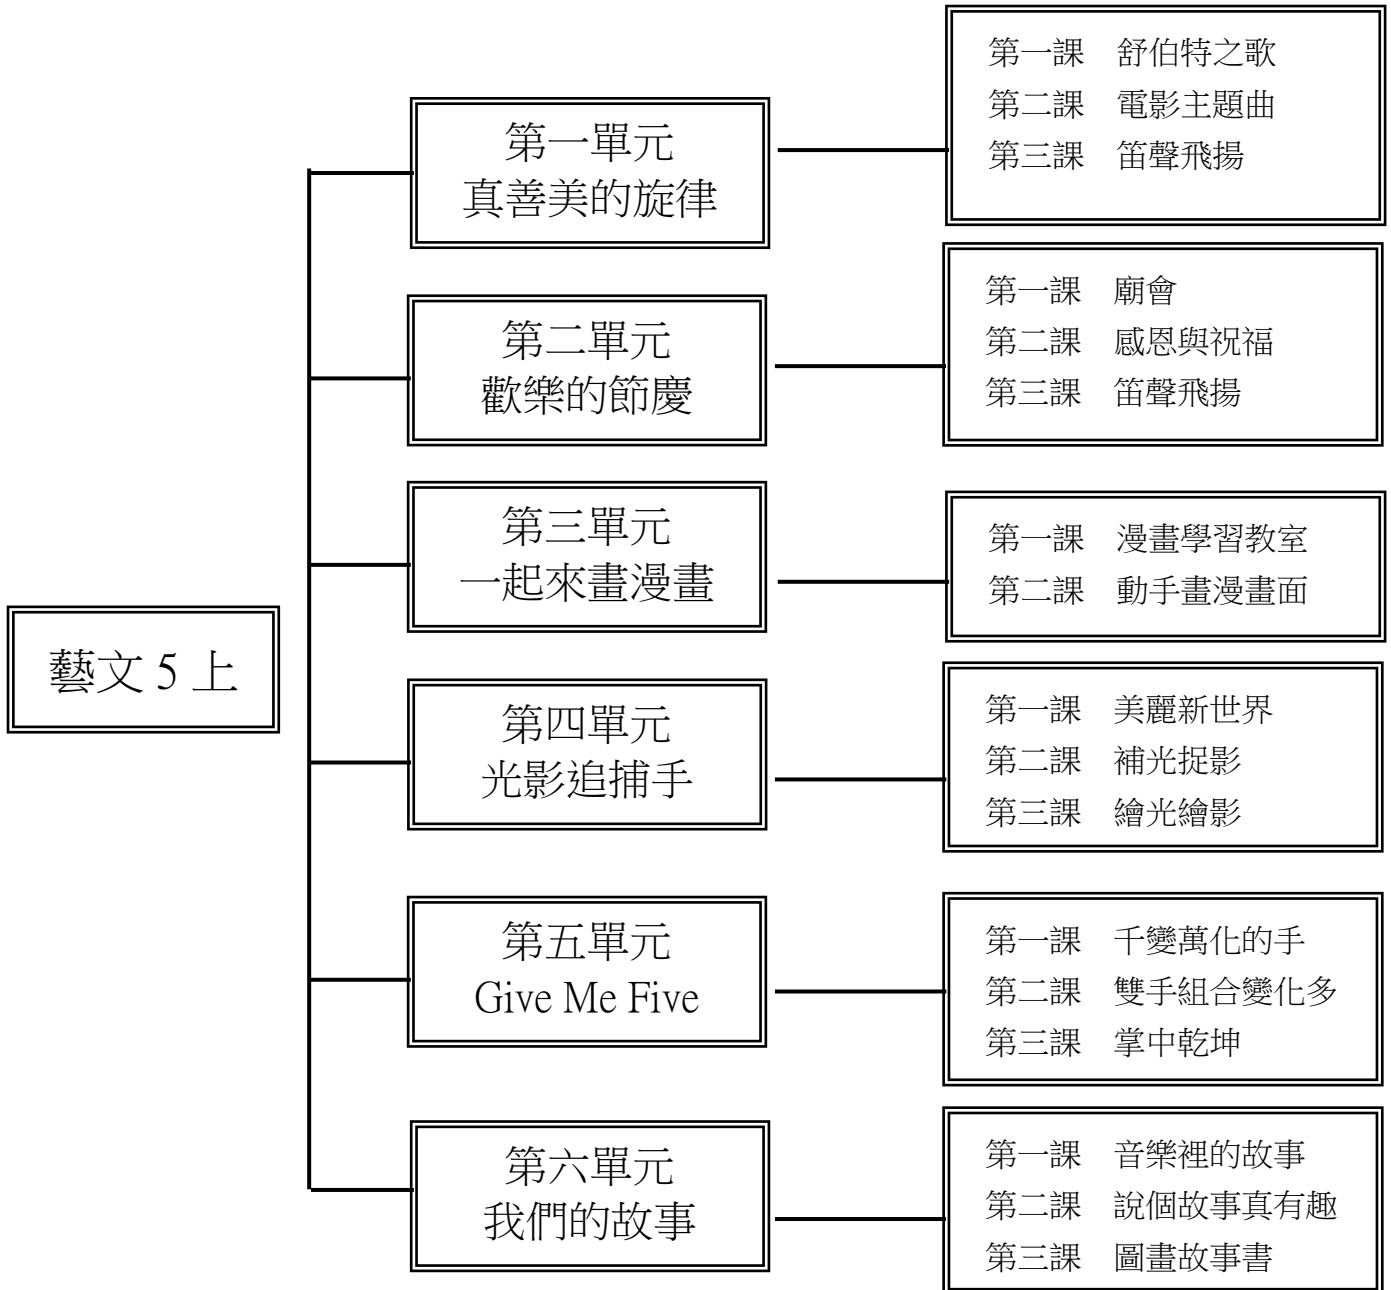 藝文 5 上
第一單元
真善美的旋律
第一課　舒伯特之歌
第二課　電影主題曲
第三課　笛聲飛揚
第二單元
歡樂的節慶
第一課　廟會
第二課　感恩與祝福
第三課　笛聲飛揚
第三單元
一起來畫漫畫
第一課　漫畫學習教室
第二課　動手畫漫畫面
第四單元
光影追捕手
第一課　美麗新世界
第二課　補光捉影
第三課　繪光繪影
第五單元
Give Me Five
第一課　千變萬化的手
第二課　雙手組合變化多
第三課　掌中乾坤
第六單元
我們的故事
第一課　音樂裡的故事
第二課　說個故事真有趣
第三課　圖畫故事書